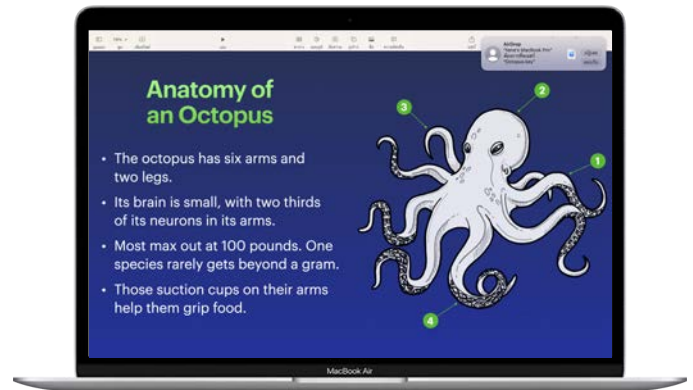 AirDrop
Anatomy of
an Octopus
3
2
1
4
• The octopus has six arms and
two legs.
• Its brain is small, with two thirds
of its neurons in its arms.
• Most max out at 100 pounds. One
species rarely gets beyond a gram.
• Those suction cups on their arms
help them grip food.
MacBook Air